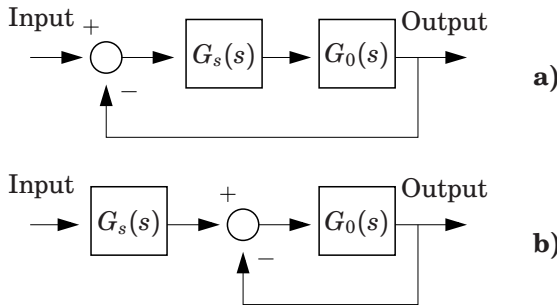 Input
+
−
G_s(s)
G_0(s)
Output
a)
Input
G_s(s)
+
−
G_0(s)
Output
b)